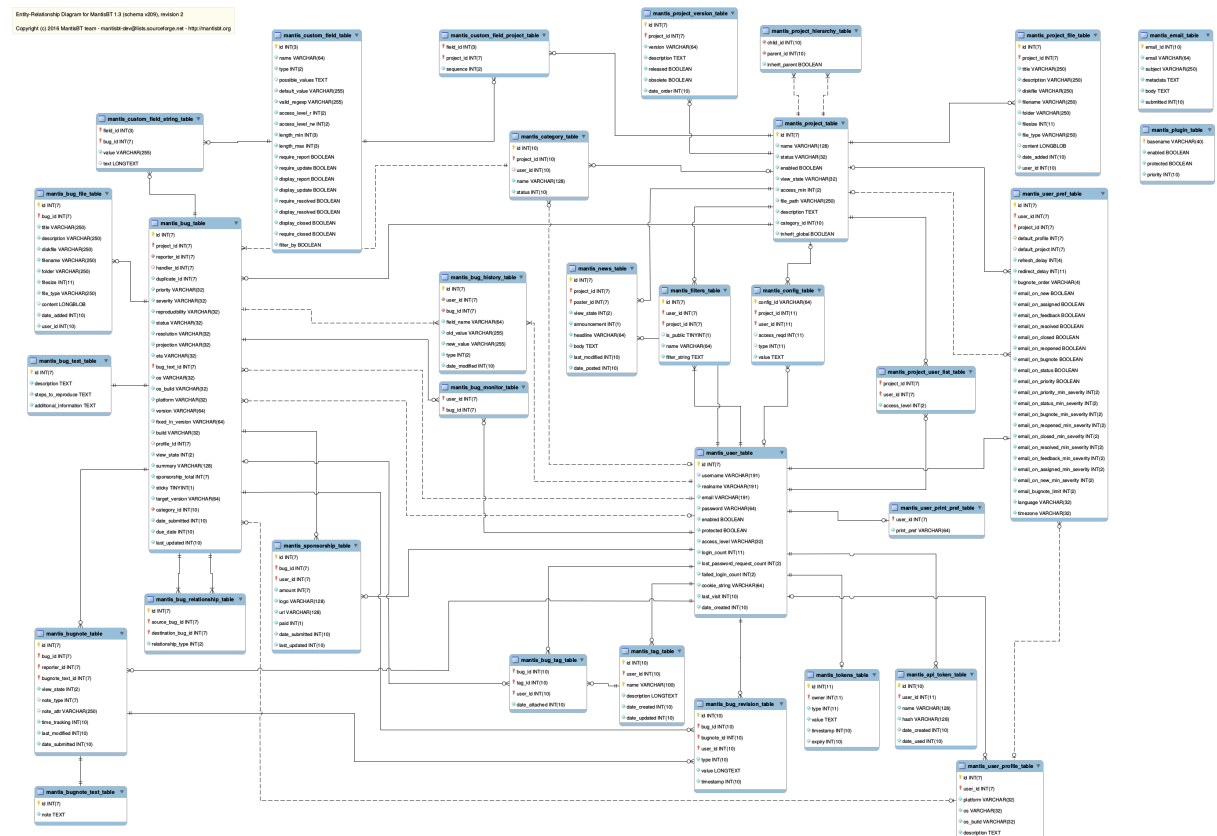 Entity-Relationship Diagram for MantisBT 1.3 (schema v209), revision 2
Copyright (c) 2016 MantisBT team - mantisbt-dev@lists.sourceforge.net - http://mantisbt.org
mantis_custom_field_table
id INT(3)
name VARCHAR(64)
type INT(2)
possible_values TEXT
default_value VARCHAR(255)
valid_regexp VARCHAR(255)
access_level_r INT(2)
access_level_rw INT(2)
length_min INT(3)
length_max INT(3)
require_report BOOLEAN
require_update BOOLEAN
display_report BOOLEAN
display_update BOOLEAN
require_resolved BOOLEAN
display_resolved BOOLEAN
display_closed BOOLEAN
require_closed BOOLEAN
filter_by BOOLEAN
mantis_custom_field_project_table
field_id INT(3)
project_id INT(7)
sequence INT(2)
mantis_project_version_table
id INT(7)
project_id INT(7)
version VARCHAR(64)
description TEXT
released BOOLEAN
obsolete BOOLEAN
date_order INT(10)
mantis_project_hierarchy_table
child_id INT(10)
parent_id INT(10)
inherit_parent BOOLEAN
mantis_project_file_table
id INT(7)
project_id INT(7)
title VARCHAR(250)
description VARCHAR(250)
diskfile VARCHAR(250)
filename VARCHAR(250)
folder VARCHAR(250)
filesize INT(11)
file_type VARCHAR(250)
content LONGBLOB
date_added INT(10)
user_id INT(10)
mantis_email_table
email_id INT(10)
email VARCHAR(64)
subject VARCHAR(250)
metadata TEXT
body TEXT
submitted INT(10)
mantis_plugin_table
basename VARCHAR(40)
enabled BOOLEAN
protected BOOLEAN
priority INT(10)
mantis_custom_field_string_table
field_id INT(3)
bug_id INT(7)
value VARCHAR(255)
text LONGTEXT
mantis_category_table
id INT(10)
project_id INT(10)
user_id INT(10)
name VARCHAR(128)
status INT(10)
mantis_project_table
id INT(7)
name VARCHAR(128)
status VARCHAR(32)
enabled BOOLEAN
view_state VARCHAR(32)
access_min INT(2)
file_path VARCHAR(250)
description TEXT
category_id INT(10)
inherit_global BOOLEAN
mantis_bug_file_table
id INT(7)
bug_id INT(7)
title VARCHAR(250)
description VARCHAR(250)
diskfile VARCHAR(250)
filename VARCHAR(250)
folder VARCHAR(250)
filesize INT(11)
file_type VARCHAR(250)
content LONGBLOB
date_added INT(10)
user_id INT(10)
mantis_bug_table
id INT(7)
project_id INT(7)
reporter_id INT(7)
handler_id INT(7)
duplicate_id INT(7)
priority VARCHAR(32)
severity VARCHAR(32)
reproducibility VARCHAR(32)
status VARCHAR(32)
resolution VARCHAR(32)
projection VARCHAR(32)
eta VARCHAR(32)
bug_text_id INT(7)
os VARCHAR(32)
os_build VARCHAR(32)
platform VARCHAR(32)
version VARCHAR(64)
fixed_in_version VARCHAR(64)
build VARCHAR(32)
profile_id INT(7)
view_state INT(2)
summary VARCHAR(128)
sponsorship_total INT(7)
sticky TINYINT(1)
target_version VARCHAR(64)
category_id INT(10)
date_submitted INT(10)
due_date INT(10)
last_updated INT(10)
mantis_user_pref_table
id INT(7)
user_id INT(7)
project_id INT(7)
default_profile INT(7)
default_project INT(7)
refresh_delay INT(4)
redirect_delay INT(11)
bugnote_order VARCHAR(4)
email_on_new BOOLEAN
email_on_assigned BOOLEAN
email_on_feedback BOOLEAN
email_on_resolved BOOLEAN
email_on_closed BOOLEAN
email_on_reopened BOOLEAN
email_on_bugnote BOOLEAN
email_on_status BOOLEAN
email_on_priority BOOLEAN
email_on_priority_min_severity INT(2)
email_on_status_min_severity INT(2)
email_on_bugnote_min_severity INT(2)
email_on_reopened_min_severity INT(2)
email_on_closed_min_severity INT(2)
email_on_resolved_min_severity INT(2)
email_on_feedback_min_severity INT(2)
email_on_assigned_min_severity INT(2)
email_on_new_min_severity INT(2)
email_bugnote_limit INT(2)
language VARCHAR(32)
timezone VARCHAR(32)
mantis_bug_history_table
id INT(7)
user_id INT(7)
bug_id INT(7)
field_name VARCHAR(64)
old_value VARCHAR(255)
new_value VARCHAR(255)
type INT(2)
date_modified INT(10)
mantis_news_table
id INT(7)
project_id INT(7)
poster_id INT(7)
view_state INT(2)
announcement INT(1)
headline VARCHAR(64)
body TEXT
last_modified INT(10)
date_posted INT(10)
mantis_filters_table
id INT(7)
user_id INT(7)
project_id INT(7)
is_public TINYINT(1)
name VARCHAR(64)
filter_string TEXT
mantis_config_table
config_id VARCHAR(64)
project_id INT(11)
user_id INT(11)
access_reqd INT(11)
type INT(11)
value TEXT
mantis_bug_text_table
id INT(7)
description TEXT
steps_to_reproduce TEXT
additional_information TEXT
mantis_bug_monitor_table
user_id INT(7)
bug_id INT(7)
mantis_project_user_list_table
project_id INT(7)
user_id INT(7)
access_level INT(2)
mantis_user_table
id INT(7)
username VARCHAR(191)
realname VARCHAR(191)
email VARCHAR(191)
password VARCHAR(64)
enabled BOOLEAN
protected BOOLEAN
access_level VARCHAR(32)
login_count INT(11)
lost_password_request_count INT(2)
failed_login_count INT(2)
cookie_string VARCHAR(64)
last_visit INT(10)
date_created INT(10)
mantis_user_print_pref_table
user_id INT(7)
print_pref VARCHAR(64)
mantis_sponsorship_table
id INT(7)
bug_id INT(7)
user_id INT(7)
amount INT(7)
logo VARCHAR(128)
url VARCHAR(128)
paid INT(1)
date_submitted INT(10)
last_updated INT(10)
mantis_bug_relationship_table
id INT(7)
source_bug_id INT(7)
destination_bug_id INT(7)
relationship_type INT(2)
mantis_bugnote_table
id INT(7)
bug_id INT(7)
reporter_id INT(7)
bugnote_text_id INT(7)
view_state INT(2)
note_type INT(7)
note_attr VARCHAR(250)
time_tracking INT(10)
last_modified INT(10)
date_submitted INT(10)
mantis_bug_tag_table
bug_id INT(10)
tag_id INT(10)
user_id INT(10)
date_attached INT(10)
mantis_tag_table
id INT(10)
user_id INT(10)
name VARCHAR(100)
description LONGTEXT
date_created INT(10)
date_updated INT(10)
mantis_bug_revision_table
id INT(10)
bug_id INT(10)
bugnote_id INT(10)
user_id INT(10)
type INT(10)
value LONGTEXT
timestamp INT(10)
mantis_tokens_table
id INT(11)
owner INT(11)
type INT(11)
value TEXT
timestamp INT(10)
expiry INT(10)
mantis_api_token_table
id INT(10)
user_id INT(11)
name VARCHAR(128)
hash VARCHAR(128)
date_created INT(10)
date_used INT(10)
mantis_bugnote_text_table
id INT(7)
note TEXT
mantis_user_profile_table
id INT(7)
user_id INT(7)
platform VARCHAR(32)
os VARCHAR(32)
os_build VARCHAR(32)
description TEXT